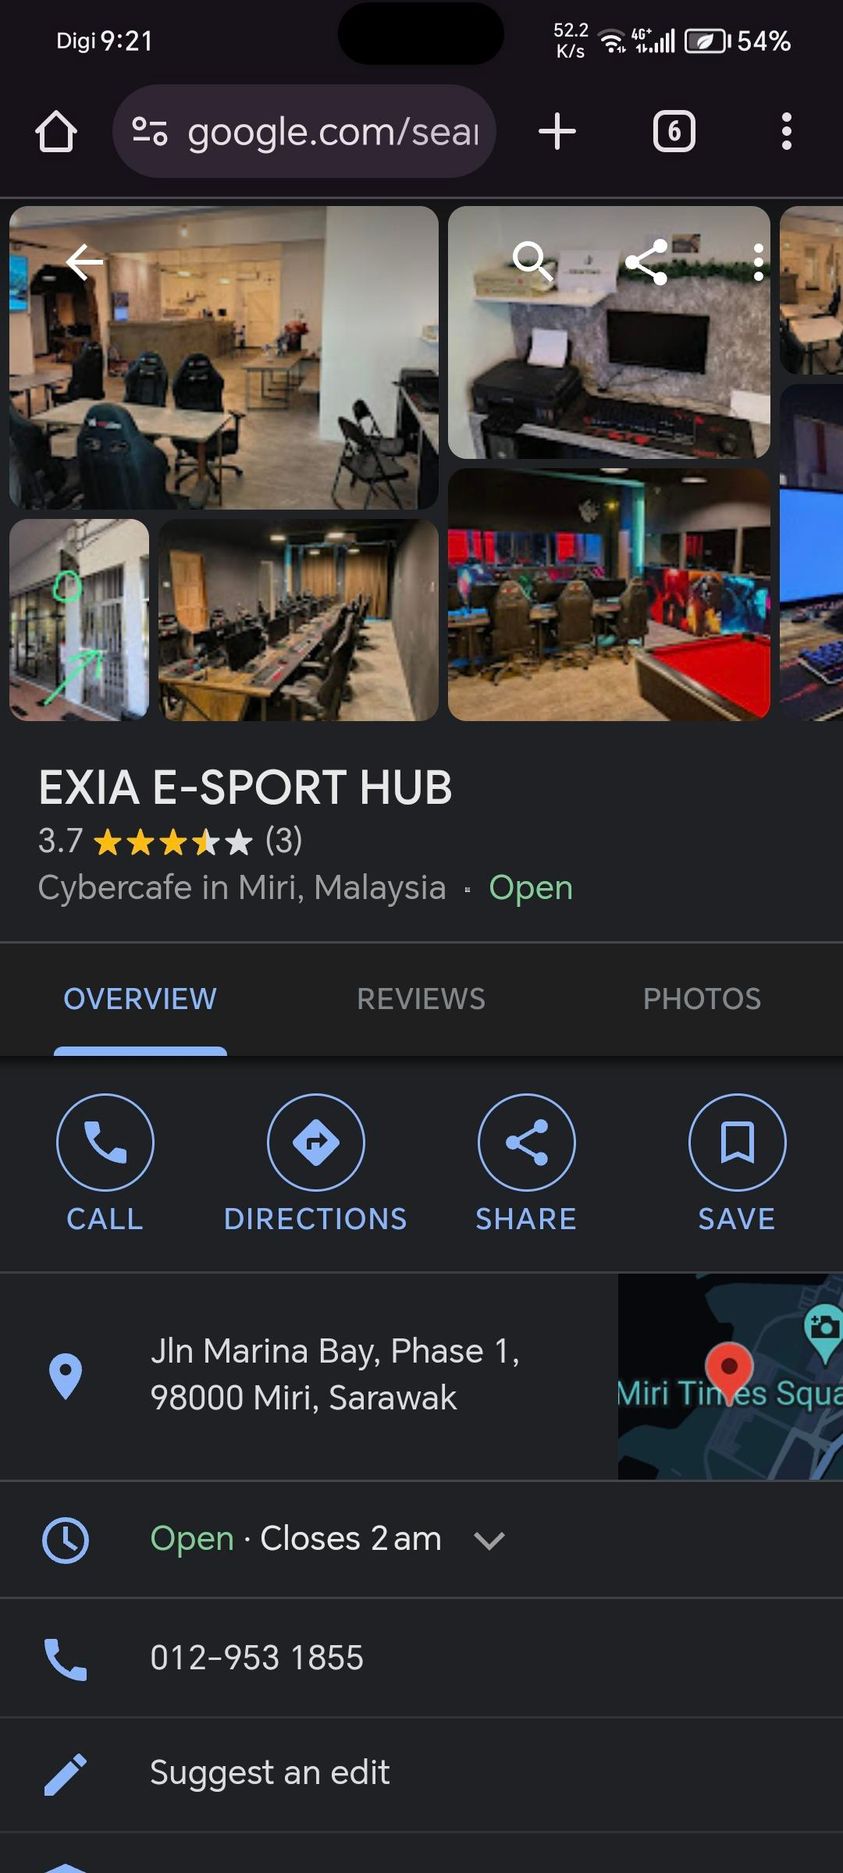 Digi 9:21
52.2
K/s
4G+
54%
google.com/sear
6
EXIA E-SPORT HUB
3.7 (3)
Cybercafe in Miri, Malaysia · Open
OVERVIEW
REVIEWS
PHOTOS
CALL
DIRECTIONS
SHARE
SAVE
Jln Marina Bay, Phase 1,
98000 Miri, Sarawak
Miri Times Squa
Open · Closes 2 am
012-953 1855
Suggest an edit